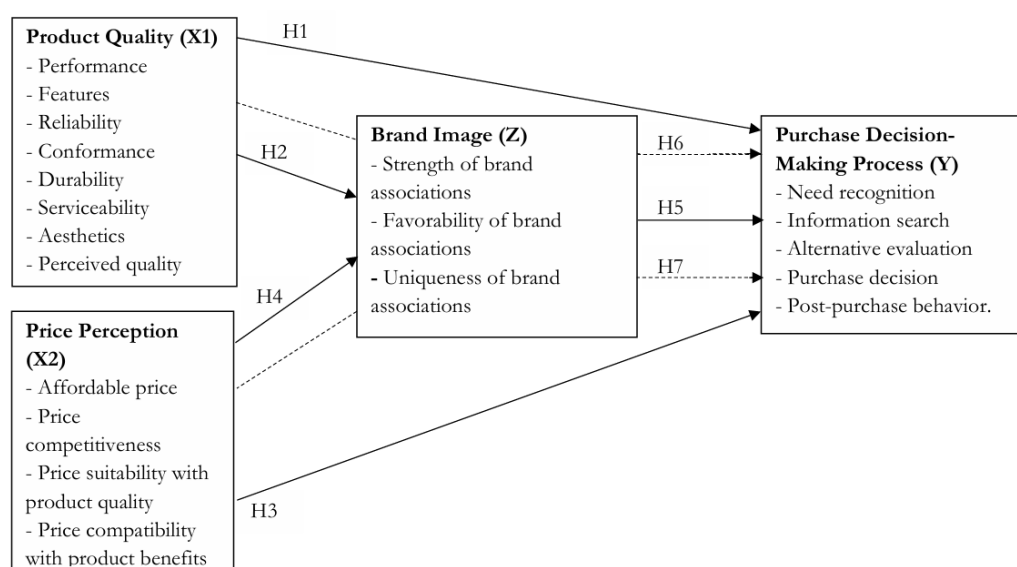 Product Quality (X1)
- Performance
- Features
- Reliability
- Conformance
- Durability
- Serviceability
- Aesthetics
- Perceived quality
H1
H2
Brand Image (Z)
- Strength of brand
associations
- Favorability of brand
associations
- Uniqueness of brand
associations
H6
H5
H7
Purchase Decision-
Making Process (Y)
- Need recognition
- Information search
- Alternative evaluation
- Purchase decision
- Post-purchase behavior.
H4
Price Perception
(X2)
- Affordable price
- Price
competitiveness
- Price suitability with
product quality
- Price compatibility
with product benefits
H3